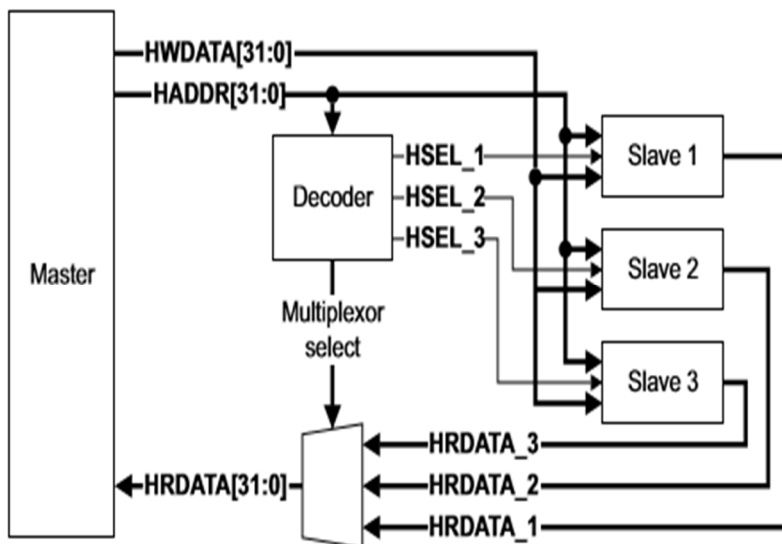 HWDATA[31:0]
HADDR[31:0]
HSEL_1
Slave 1
Decoder
HSEL_2
HSEL_3
Slave 2
Master
Multiplexor
select
Slave 3
HRDATA_3
HRDATA[31:0]
HRDATA_2
HRDATA_1